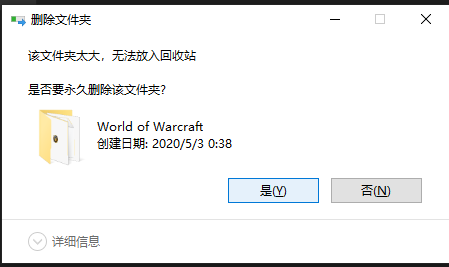 删除文件夹
该文件夹太大，无法放入回收站
是否要永久删除该文件夹?
World of Warcraft
创建日期: 2020/5/3 0:38
是(Y)
否(N)
详细信息